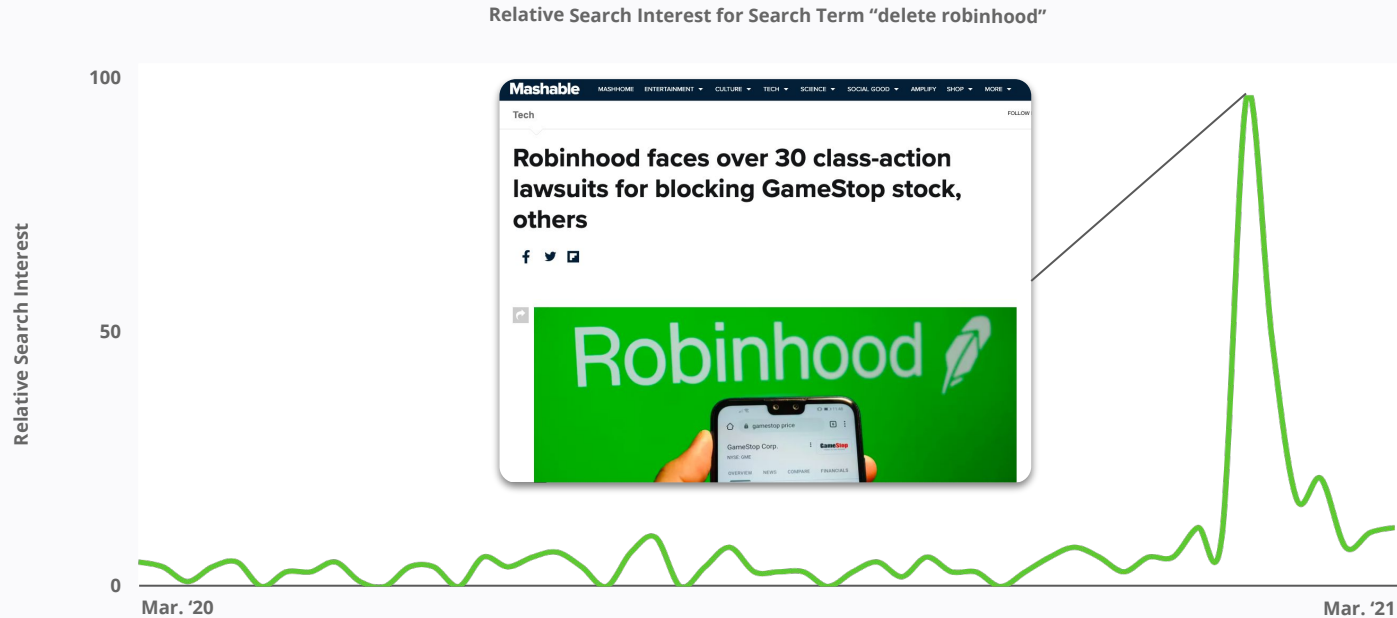 Relative Search Interest for Search Term “delete robinhood”
100
Mashable MASHHOME ENTERTAINMENT CULTURE TECH SCIENCE SOCIAL GOOD AMPLIFY SHOP MORE
Tech FOLLOW
Robinhood faces over 30 class-action
lawsuits for blocking GameStop stock,
others
Relative Search Interest
50
Robinhood
gamestop price
GameStop Corp. GameStop
NYSE: GME
OVERVIEW NEWS COMPARE FINANCIALS
0
Mar. ‘20 Mar. ‘21